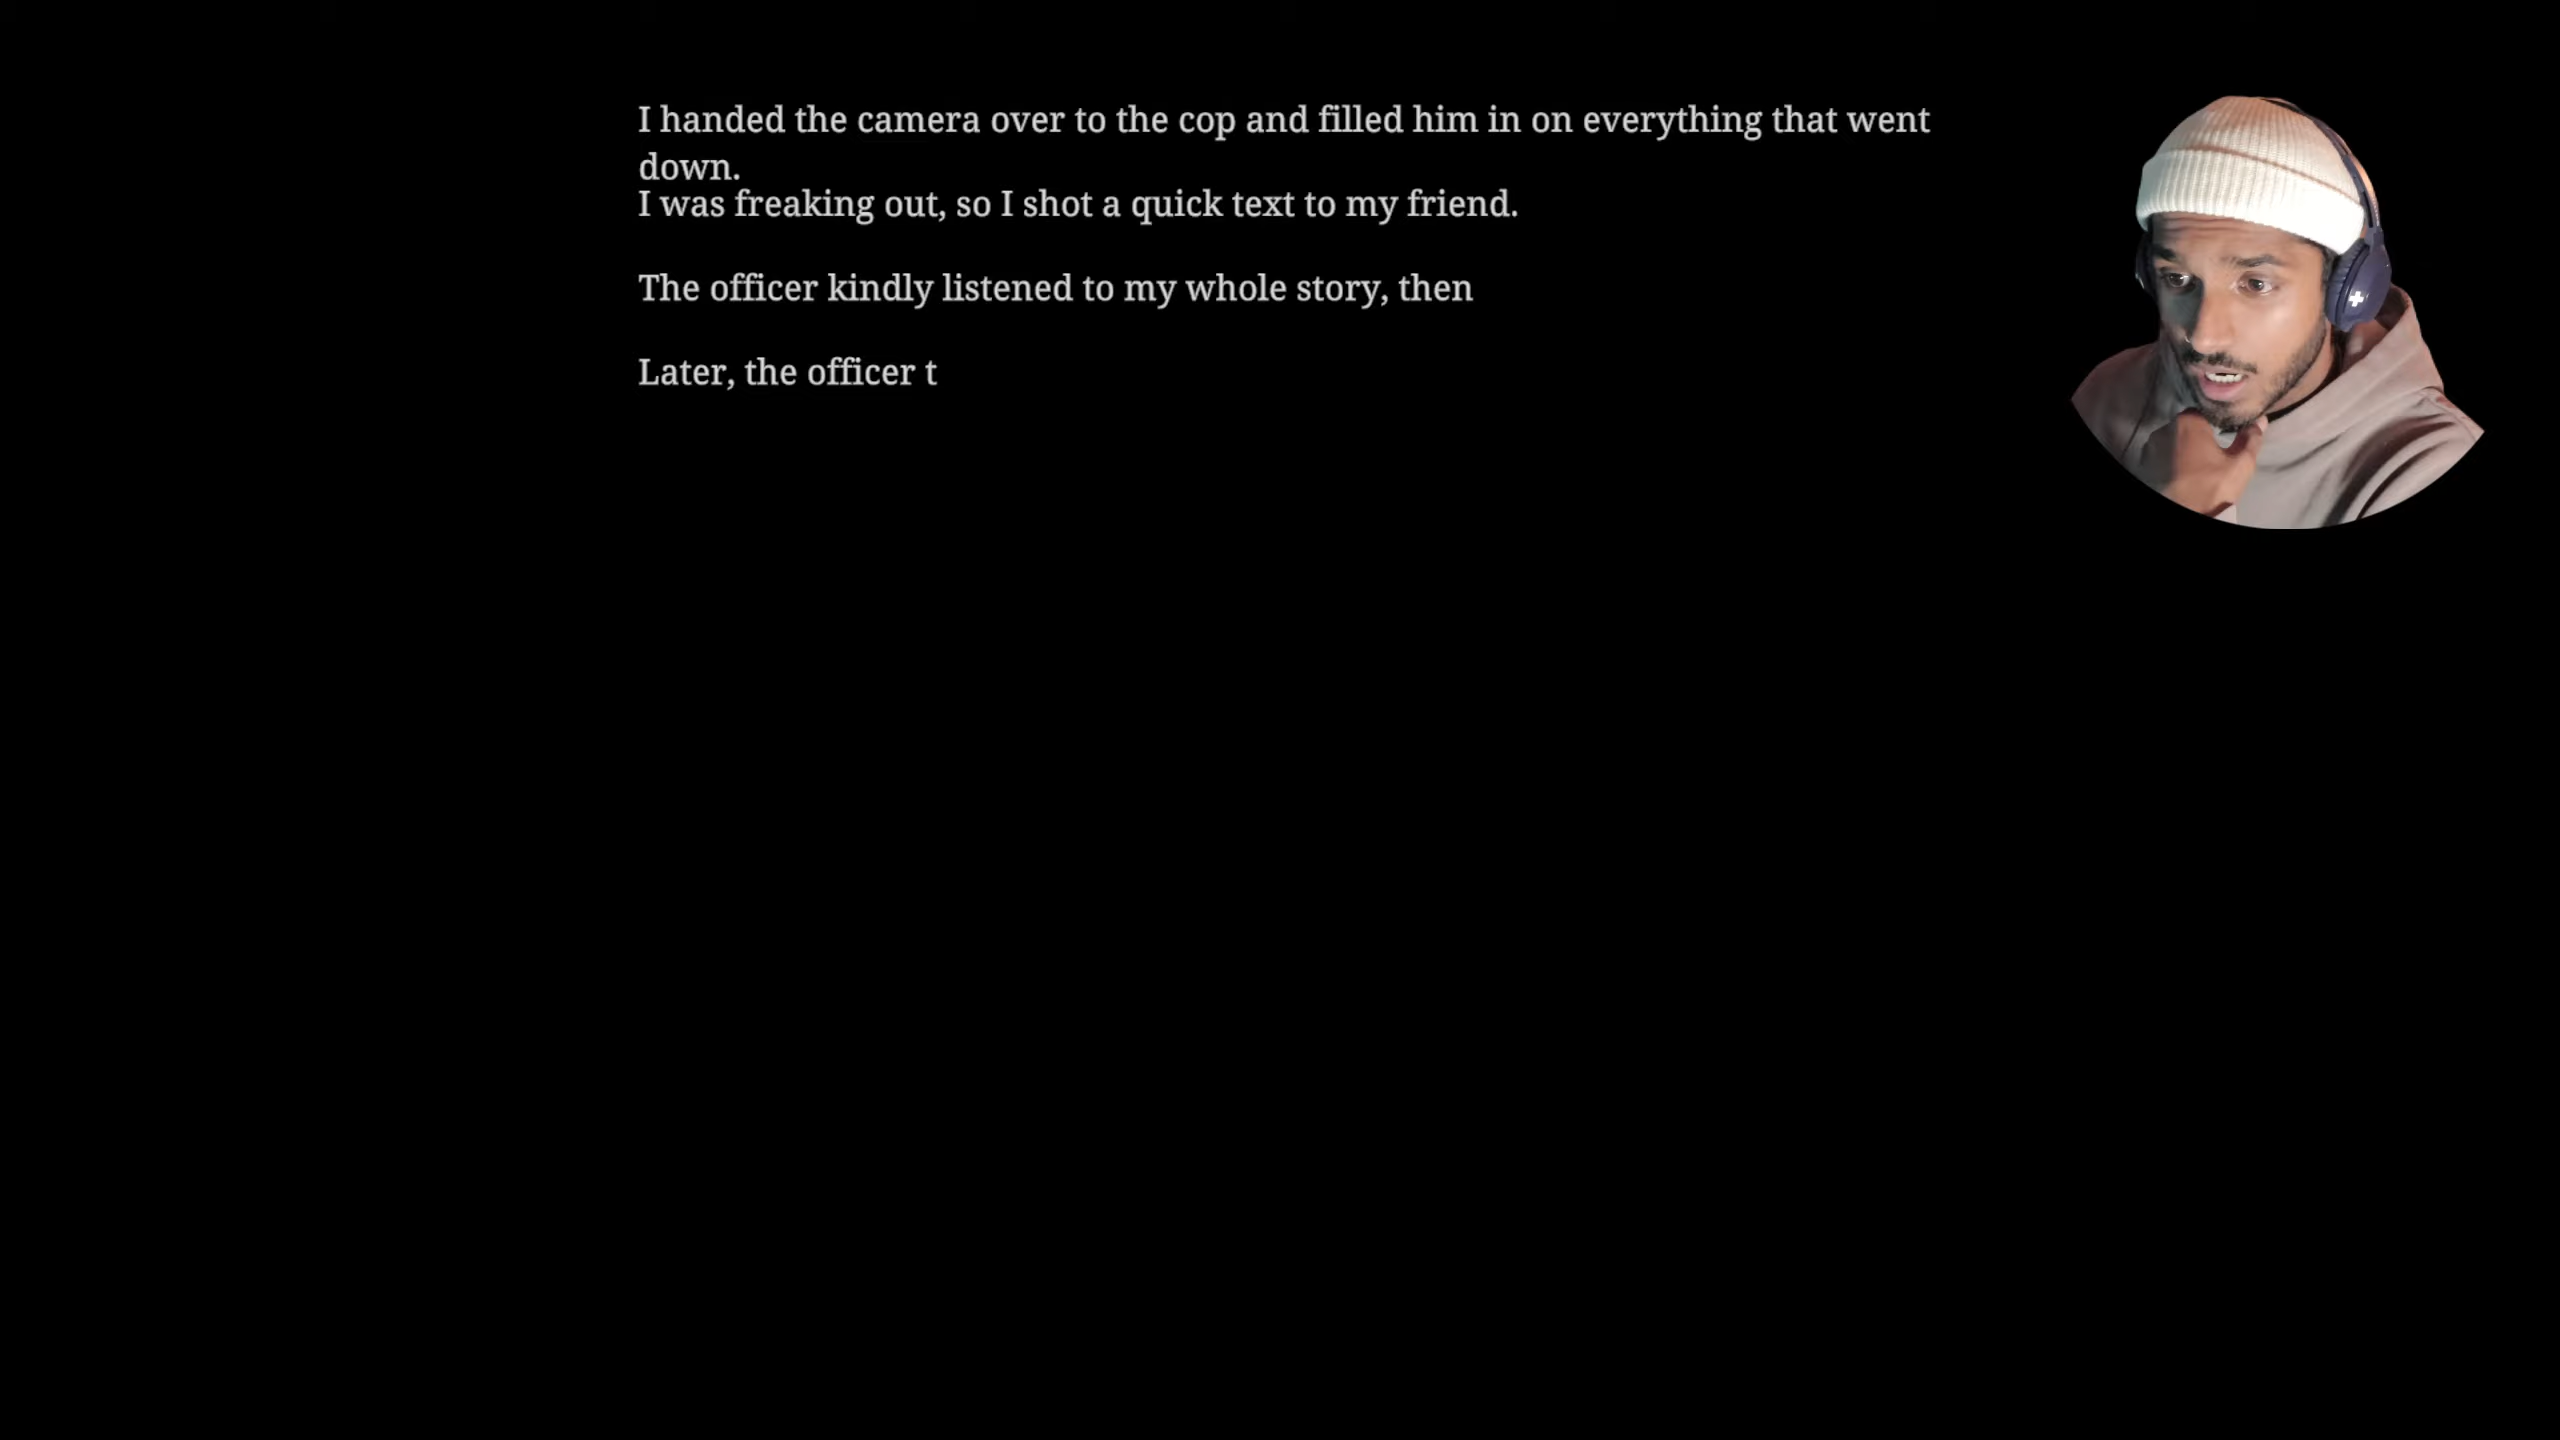 I handed the camera over to the cop and filled him in on everything that went
down.
I was freaking out, so I shot a quick text to my friend.
The officer kindly listened to my whole story, then
Later, the officer t